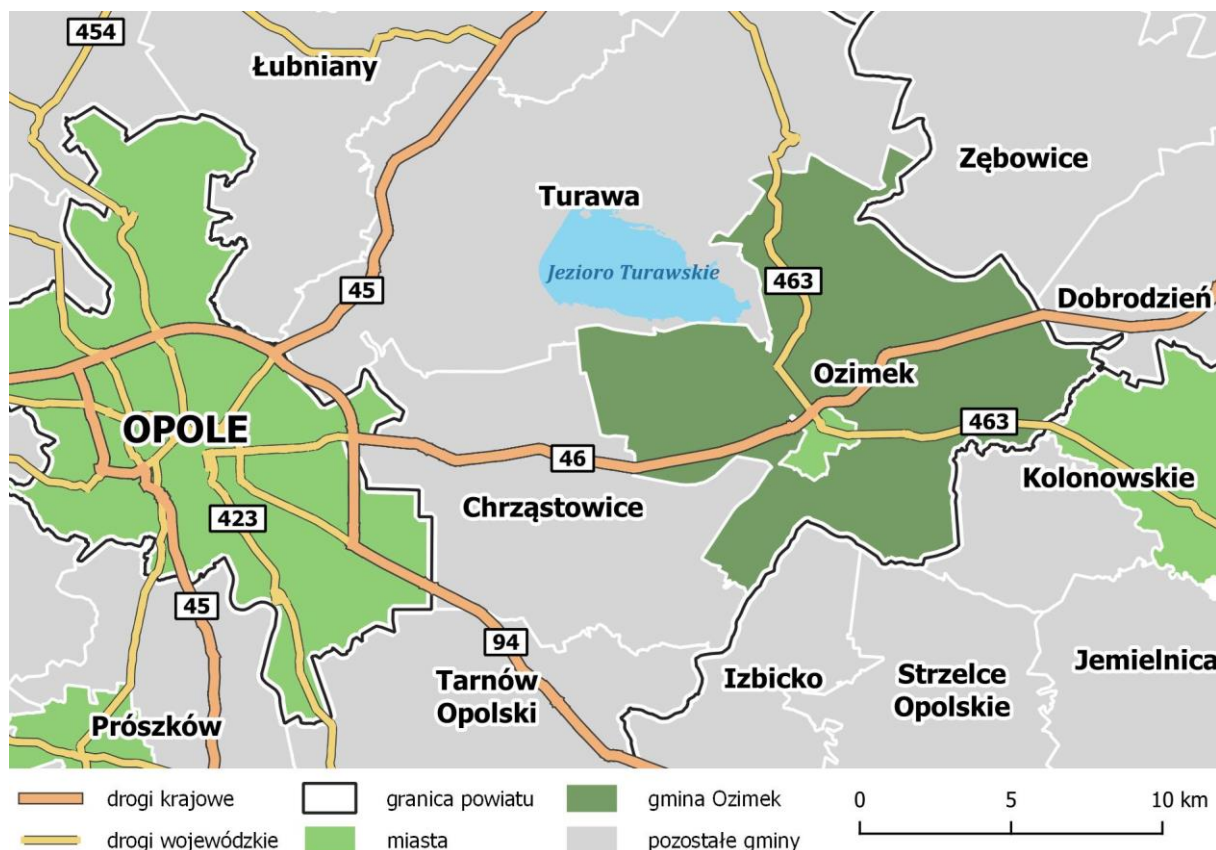 454
Łubniany
Zębowice
Turawa
Jezioro Turawskie
45
463
Dobrodzień
Ozimek
OPOLE
463
46
Kolonowskie
Chrząstowice
423
45
94
Jemielnica
Izbicko
Strzelce
Opolskie
Tarnów
Opolski
Prószków
drogi krajowe
granica powiatu
gmina Ozimek
0 5 10 km
drogi wojewódzkie
miasta
pozostałe gminy